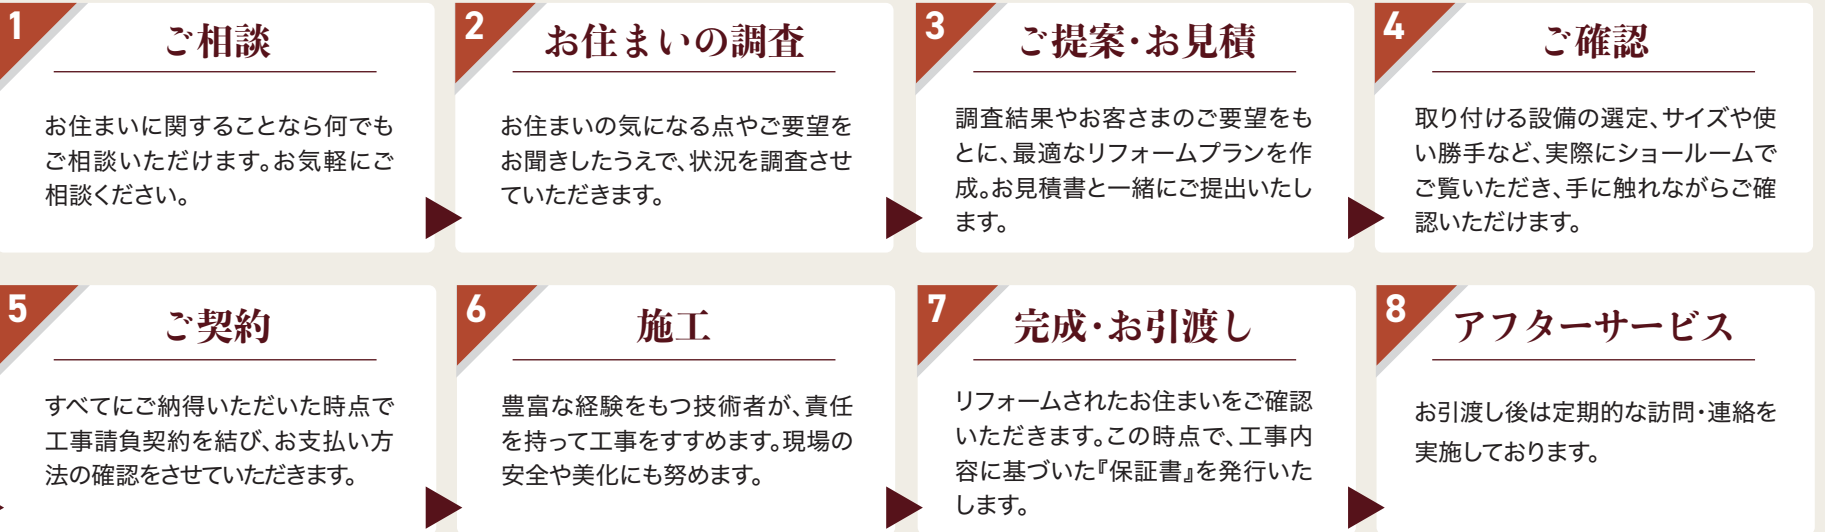 1
ご相談
お住まいに関することなら何でも
ご相談いただけます。お気軽にご
相談ください。
2
お住まいの調査
お住まいの気になる点やご要望を
お聞きしたうえで、状況を調査させ
ていただきます。
3
ご提案・お見積
調査結果やお客さまのご要望をも
とに、最適なリフォームプランを作
成。お見積書と一緒にご提出いたし
ます。
4
ご確認
取り付ける設備の選定、サイズや使
い勝手など、実際にショールームで
ご覧いただき、手に触れながらご確
認いただけます。
5
ご契約
すべてにご納得いただいた時点で
工事請負契約を結び、お支払い方
法の確認をさせていただきます。
6
施工
豊富な経験をもつ技術者が、責任
を持って工事をすすめます。現場の
安全や美化にも努めます。
7
完成・お引渡し
リフォームされたお住まいをご確認
いただきます。この時点で、工事内
容に基づいた『保証書』を発行いた
します。
8
アフターサービス
お引渡し後は定期的な訪問・連絡を
実施しております。